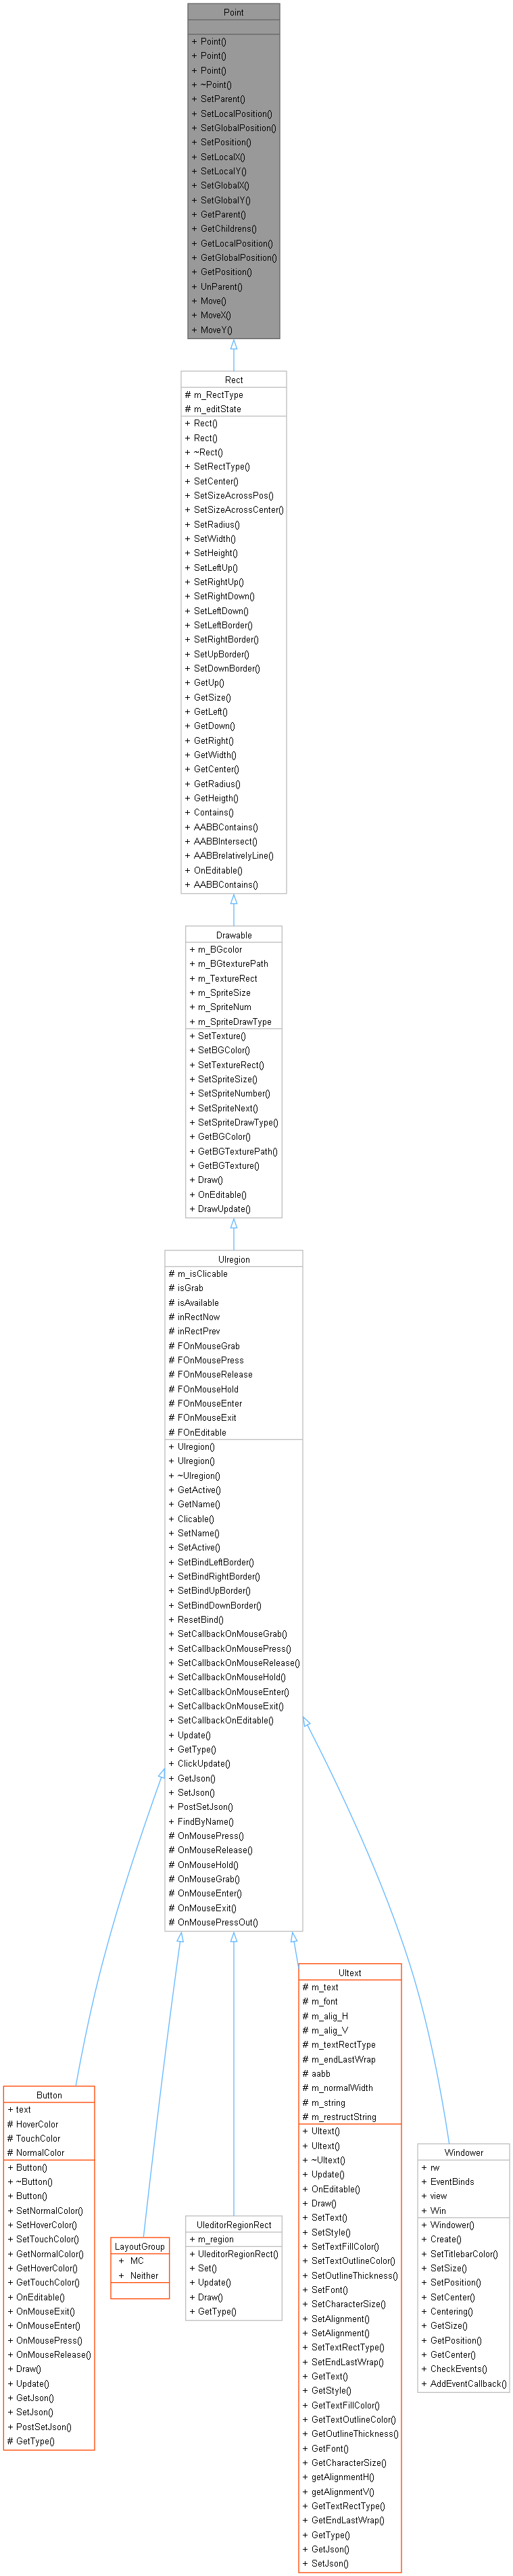 Point
+ Point()
+ Point()
+ Point()
+ ~Point()
+ SetParent()
+ SetLocalPosition()
+ SetGlobalPosition()
+ SetPosition()
+ SetLocalX()
+ SetLocalY()
+ SetGlobalX()
+ SetGlobalY()
+ GetParent()
+ GetChildrens()
+ GetLocalPosition()
+ GetGlobalPosition()
+ GetPosition()
+ UnParent()
+ Move()
+ MoveX()
+ MoveY()
Rect
# m_RectType
# m_editState
+ Rect()
+ Rect()
+ ~Rect()
+ SetRectType()
+ SetCenter()
+ SetSizeAcrossPos()
+ SetSizeAcrossCenter()
+ SetRadius()
+ SetWidth()
+ SetHeight()
+ SetLeftUp()
+ SetRightUp()
+ SetRightDown()
+ SetLeftDown()
+ SetLeftBorder()
+ SetRightBorder()
+ SetUpBorder()
+ SetDownBorder()
+ GetUp()
+ GetSize()
+ GetLeft()
+ GetDown()
+ GetRight()
+ GetWidth()
+ GetCenter()
+ GetRadius()
+ GetHeigth()
+ Contains()
+ AABBContains()
+ AABBIntersect()
+ AABBrelativelyLine()
+ OnEditable()
+ AABBContains()
Drawable
+ m_BGcolor
+ m_BGtexturePath
+ m_TextureRect
+ m_SpriteSize
+ m_SpriteNum
+ m_SpriteDrawType
+ SetTexture()
+ SetBGColor()
+ SetTextureRect()
+ SetSpriteSize()
+ SetSpriteNumber()
+ SetSpriteNext()
+ SetSpriteDrawType()
+ GetBGColor()
+ GetBGTexturePath()
+ GetBGTexture()
+ Draw()
+ OnEditable()
+ DrawUpdate()
UIregion
# m_isClicable
# isGrab
# isAvailable
# inRectNow
# inRectPrev
# FOnMouseGrab
# FOnMousePress
# FOnMouseRelease
# FOnMouseHold
# FOnMouseEnter
# FOnMouseExit
# FOnEditable
+ UIregion()
+ UIregion()
+ ~UIregion()
+ GetActive()
+ GetName()
+ Clicable()
+ SetName()
+ SetActive()
+ SetBindLeftBorder()
+ SetBindRightBorder()
+ SetBindUpBorder()
+ SetBindDownBorder()
+ ResetBind()
+ SetCallbackOnMouseGrab()
+ SetCallbackOnMousePress()
+ SetCallbackOnMouseRelease()
+ SetCallbackOnMouseHold()
+ SetCallbackOnMouseEnter()
+ SetCallbackOnMouseExit()
+ SetCallbackOnEditable()
+ Update()
+ GetType()
+ ClickUpdate()
+ GetJson()
+ SetJson()
+ PostSetJson()
+ FindByName()
# OnMousePress()
# OnMouseRelease()
# OnMouseHold()
# OnMouseGrab()
# OnMouseEnter()
# OnMouseExit()
# OnMousePressOut()
Button
+ text
# HoverColor
# TouchColor
# NormalColor
+ Button()
+ ~Button()
+ Button()
+ SetNormalColor()
+ SetHoverColor()
+ SetTouchColor()
+ GetNormalColor()
+ GetHoverColor()
+ GetTouchColor()
+ OnEditable()
+ OnMouseExit()
+ OnMouseEnter()
+ OnMousePress()
+ OnMouseRelease()
+ Draw()
+ Update()
+ GetJson()
+ SetJson()
+ PostSetJson()
# GetType()
LayoutGroup
+ MC
+ Neither
UIeditorRegionRect
+ m_region
+ UIeditorRegionRect()
+ Set()
+ Update()
+ Draw()
+ GetType()
UItext
# m_text
# m_font
# m_alig_H
# m_alig_V
# m_textRectType
# m_endLastWrap
# aabb
# m_normalWidth
# m_string
# m_restructString
+ UItext()
+ UItext()
+ ~UItext()
+ Update()
+ OnEditable()
+ Draw()
+ SetText()
+ SetStyle()
+ SetTextFillColor()
+ SetTextOutlineColor()
+ SetOutlineThickness()
+ SetFont()
+ SetCharacterSize()
+ SetAlignment()
+ SetAlignment()
+ SetTextRectType()
+ SetEndLastWrap()
+ GetText()
+ GetStyle()
+ GetTextFillColor()
+ GetTextOutlineColor()
+ GetOutlineThickness()
+ GetFont()
+ GetCharacterSize()
+ getAlignmentH()
+ getAlignmentV()
+ GetTextRectType()
+ GetEndLastWrap()
+ GetType()
+ GetJson()
+ SetJson()
Windower
+ rw
+ EventBinds
+ view
+ Win
+ Windower()
+ Create()
+ SetTitlebarColor()
+ SetSize()
+ SetPosition()
+ SetCenter()
+ Centering()
+ GetSize()
+ GetPosition()
+ GetCenter()
+ CheckEvents()
+ AddEventCallback()